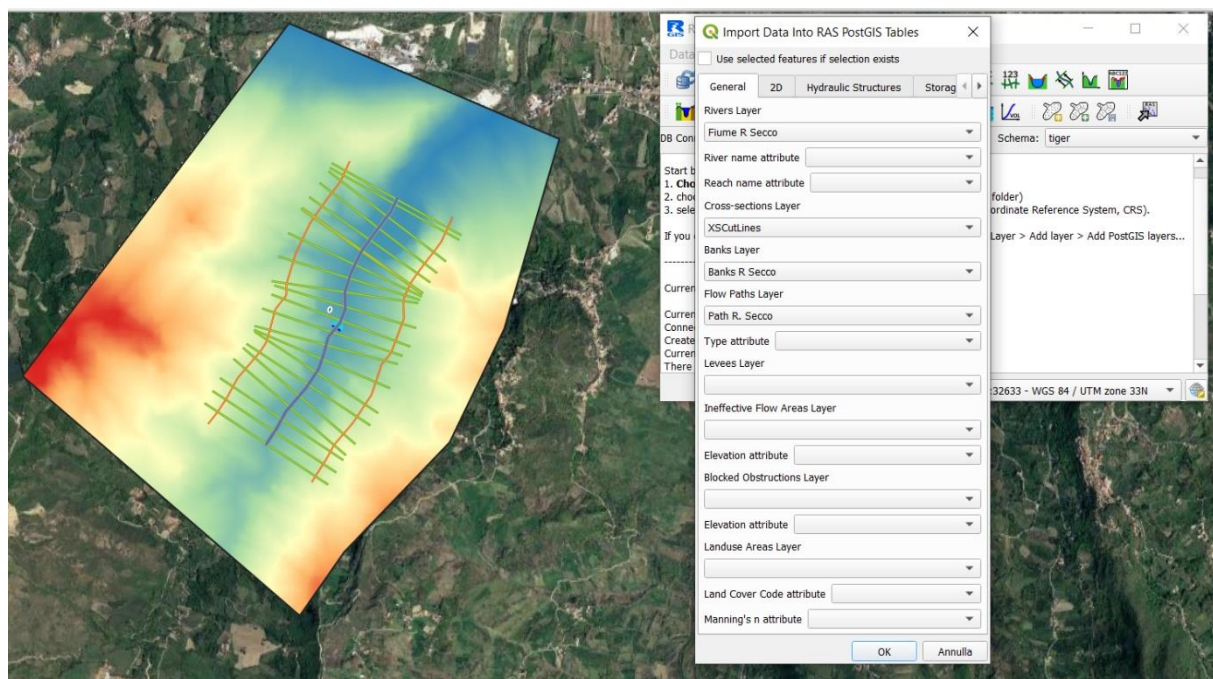 Import Data Into RAS PostGIS Tables
Data
Use selected features if selection exists
General 2D Hydraulic Structures Storag
Rivers Layer
Fiume R Secco
River name attribute
Reach name attribute
Cross-sections Layer
XSCutLines
Banks Layer
Banks R Secco
Flow Paths Layer
Path R. Secco
Type attribute
Levees Layer
Ineffective Flow Areas Layer
Elevation attribute
Blocked Obstructions Layer
Elevation attribute
Landuse Areas Layer
Land Cover Code attribute
Manning's n attribute
OK Annulla
DB Conn
Schema: tiger
Start b
1. Cho
2. choo folder)
3. sele ordinate Reference System, CRS).
If you Layer > Add layer > Add PostGIS layers...
Curren
Curren
Connec
Create
Curren
There
:32633 - WGS 84 / UTM zone 33N
0